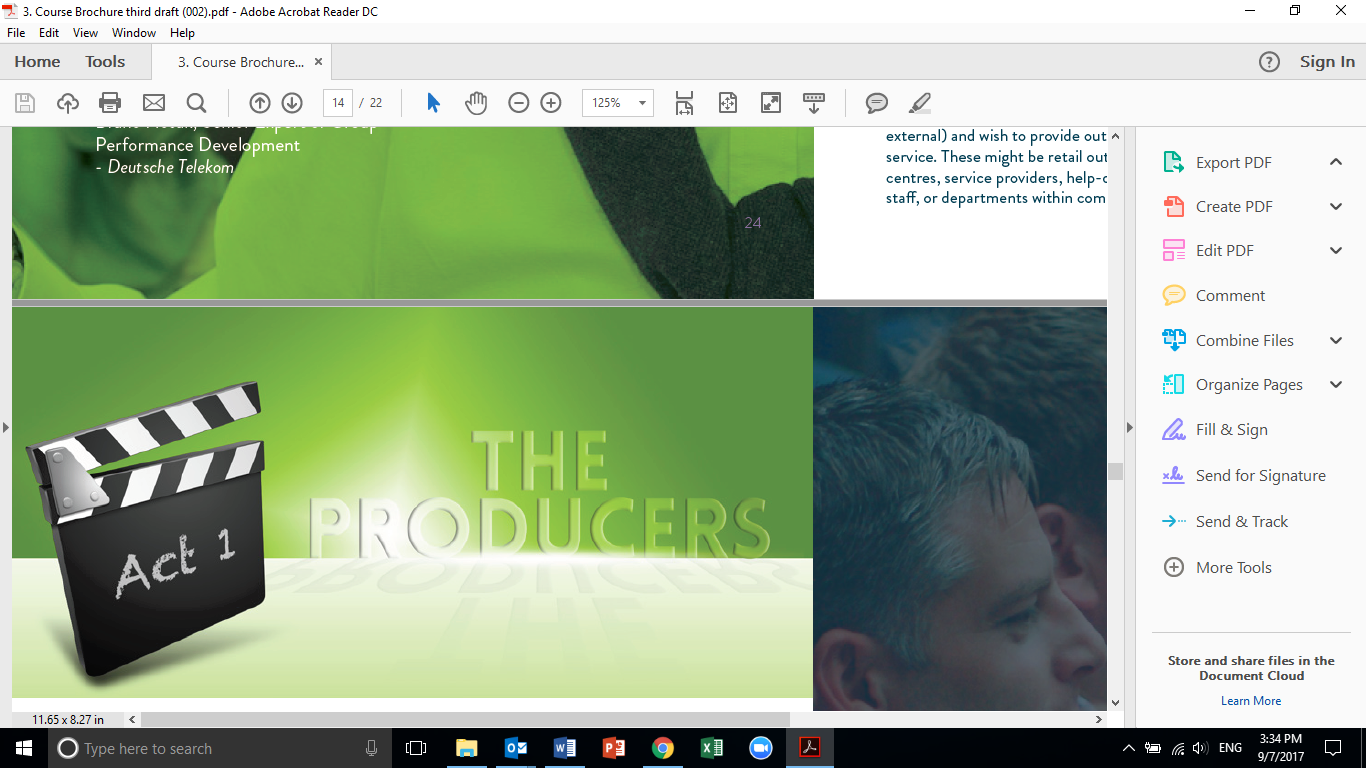 3. Course Brochure third draft (002).pdf - Adobe Acrobat Reader DC
File Edit View Window Help
Home Tools 3. Course Brochure... × Sign In
14 / 22 125%
Performance Development
- Deutsche Telekom
24
external) and wish to provide out
service. These might be retail out
centres, service providers, help-
staff, or departments within com
Act 1
THE
PRODUCERS
11.65 x 8.27 in
Export PDF
Create PDF
Edit PDF
Comment
Combine Files
Organize Pages
Fill & Sign
Send for Signature
Send & Track
More Tools
Store and share files in the
Document Cloud
Learn More
Type here to search
ENG
3:34 PM
9/7/2017